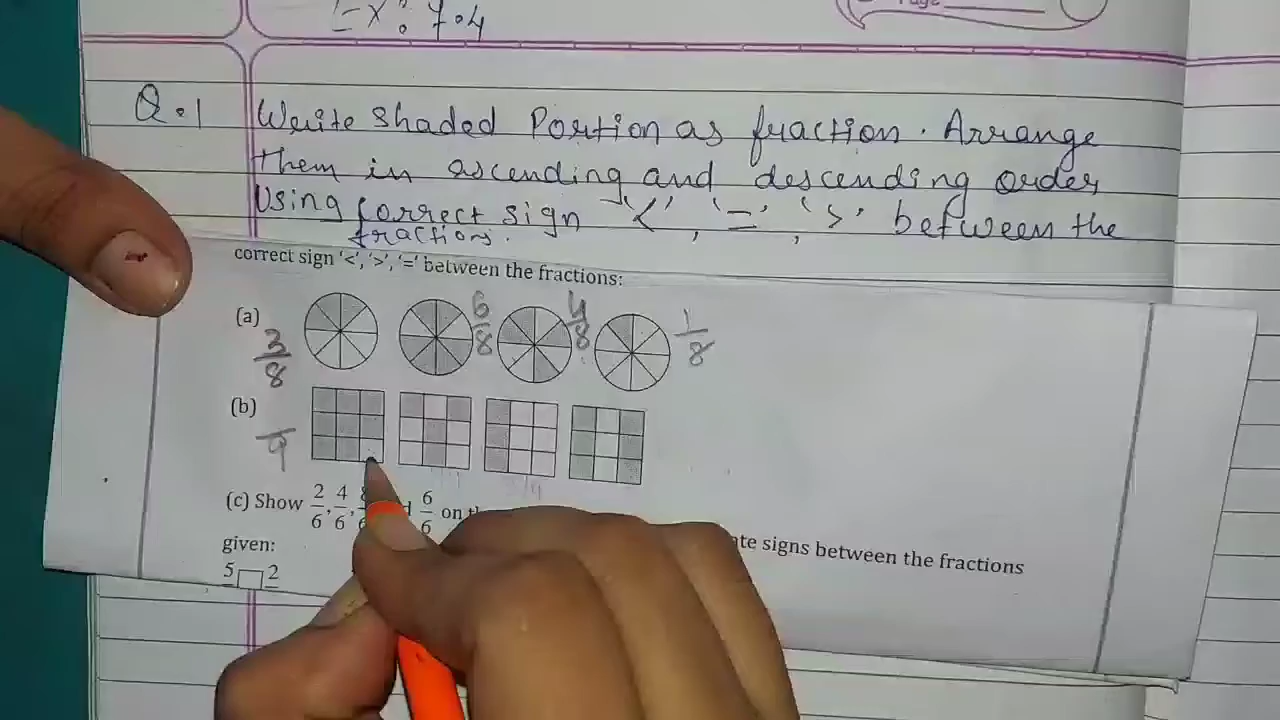 Ex: 7.4
Q.1 Write shaded Portion as fraction. Arrange
them in ascending and descending order
Using correct sign '<', '=', '>' between the
fractions.
correct sign '<', '>', '=' between the fractions:
(a) 3/8 6/8 4/8 1/8
(b) /9
(c) Show 2/6, 4/6, 6/6 on
given: ate signs between the fractions
5 2